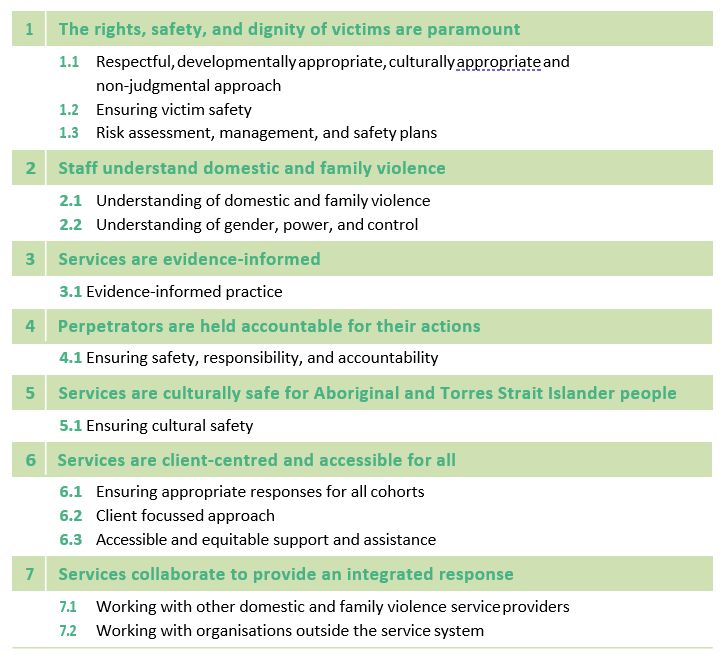 1 The rights, safety, and dignity of victims are paramount
1.1 Respectful, developmentally appropriate, culturally appropriate and
non-judgmental approach
1.2 Ensuring victim safety
1.3 Risk assessment, management, and safety plans
2 Staff understand domestic and family violence
2.1 Understanding of domestic and family violence
2.2 Understanding of gender, power, and control
3 Services are evidence-informed
3.1 Evidence-informed practice
4 Perpetrators are held accountable for their actions
4.1 Ensuring safety, responsibility, and accountability
5 Services are culturally safe for Aboriginal and Torres Strait Islander people
5.1 Ensuring cultural safety
6 Services are client-centred and accessible for all
6.1 Ensuring appropriate responses for all cohorts
6.2 Client focussed approach
6.3 Accessible and equitable support and assistance
7 Services collaborate to provide an integrated response
7.1 Working with other domestic and family violence service providers
7.2 Working with organisations outside the service system